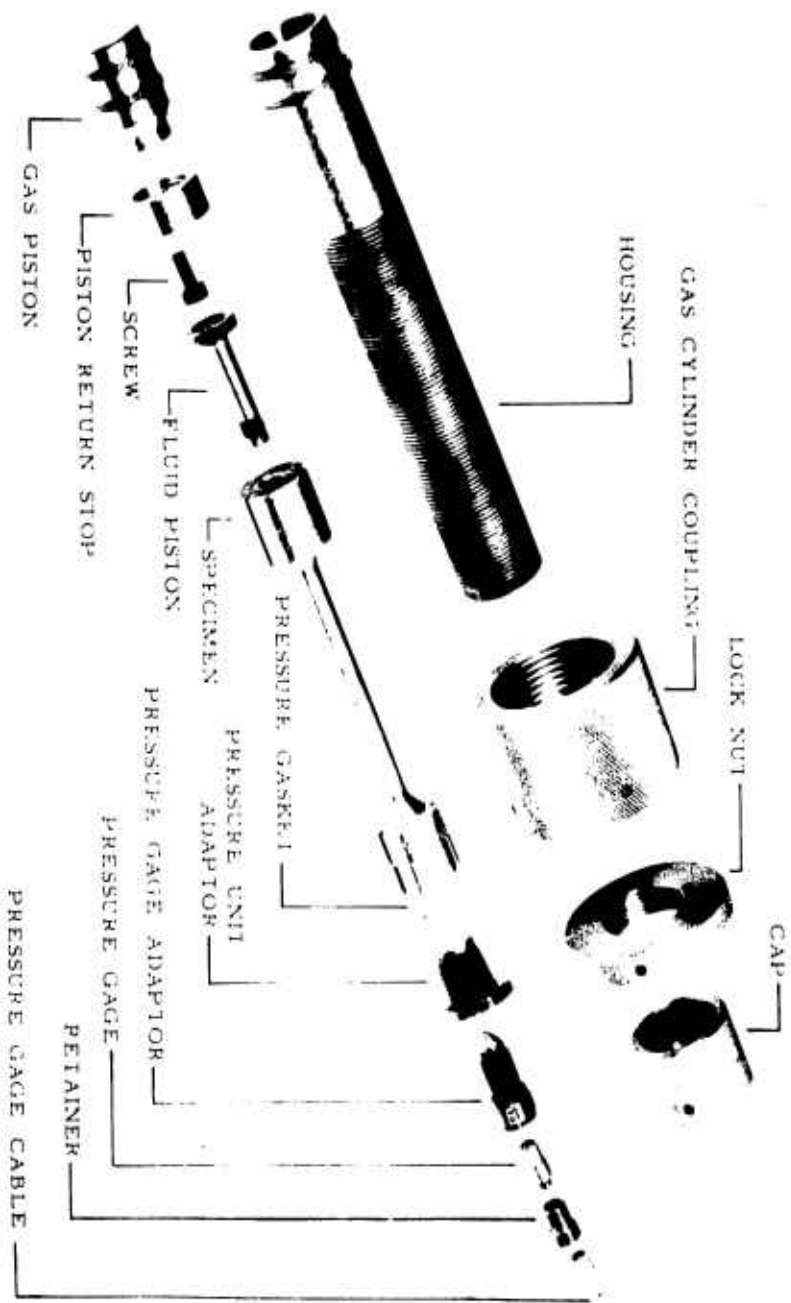 HOUSING
GAS CYLINDER COUPLING
LOCK NUT
CAP
GAS PISTON
PISTON RETURN STOP
SCREW
FLUID PISTON
SPECIMEN
PRESSURE GASKET
PRESSURE UNIT
ADAPTOR
PRESSURE GAGE ADAPTOR
PRESSURE GAGE
RETAINER
PRESSURE GAGE CABLE